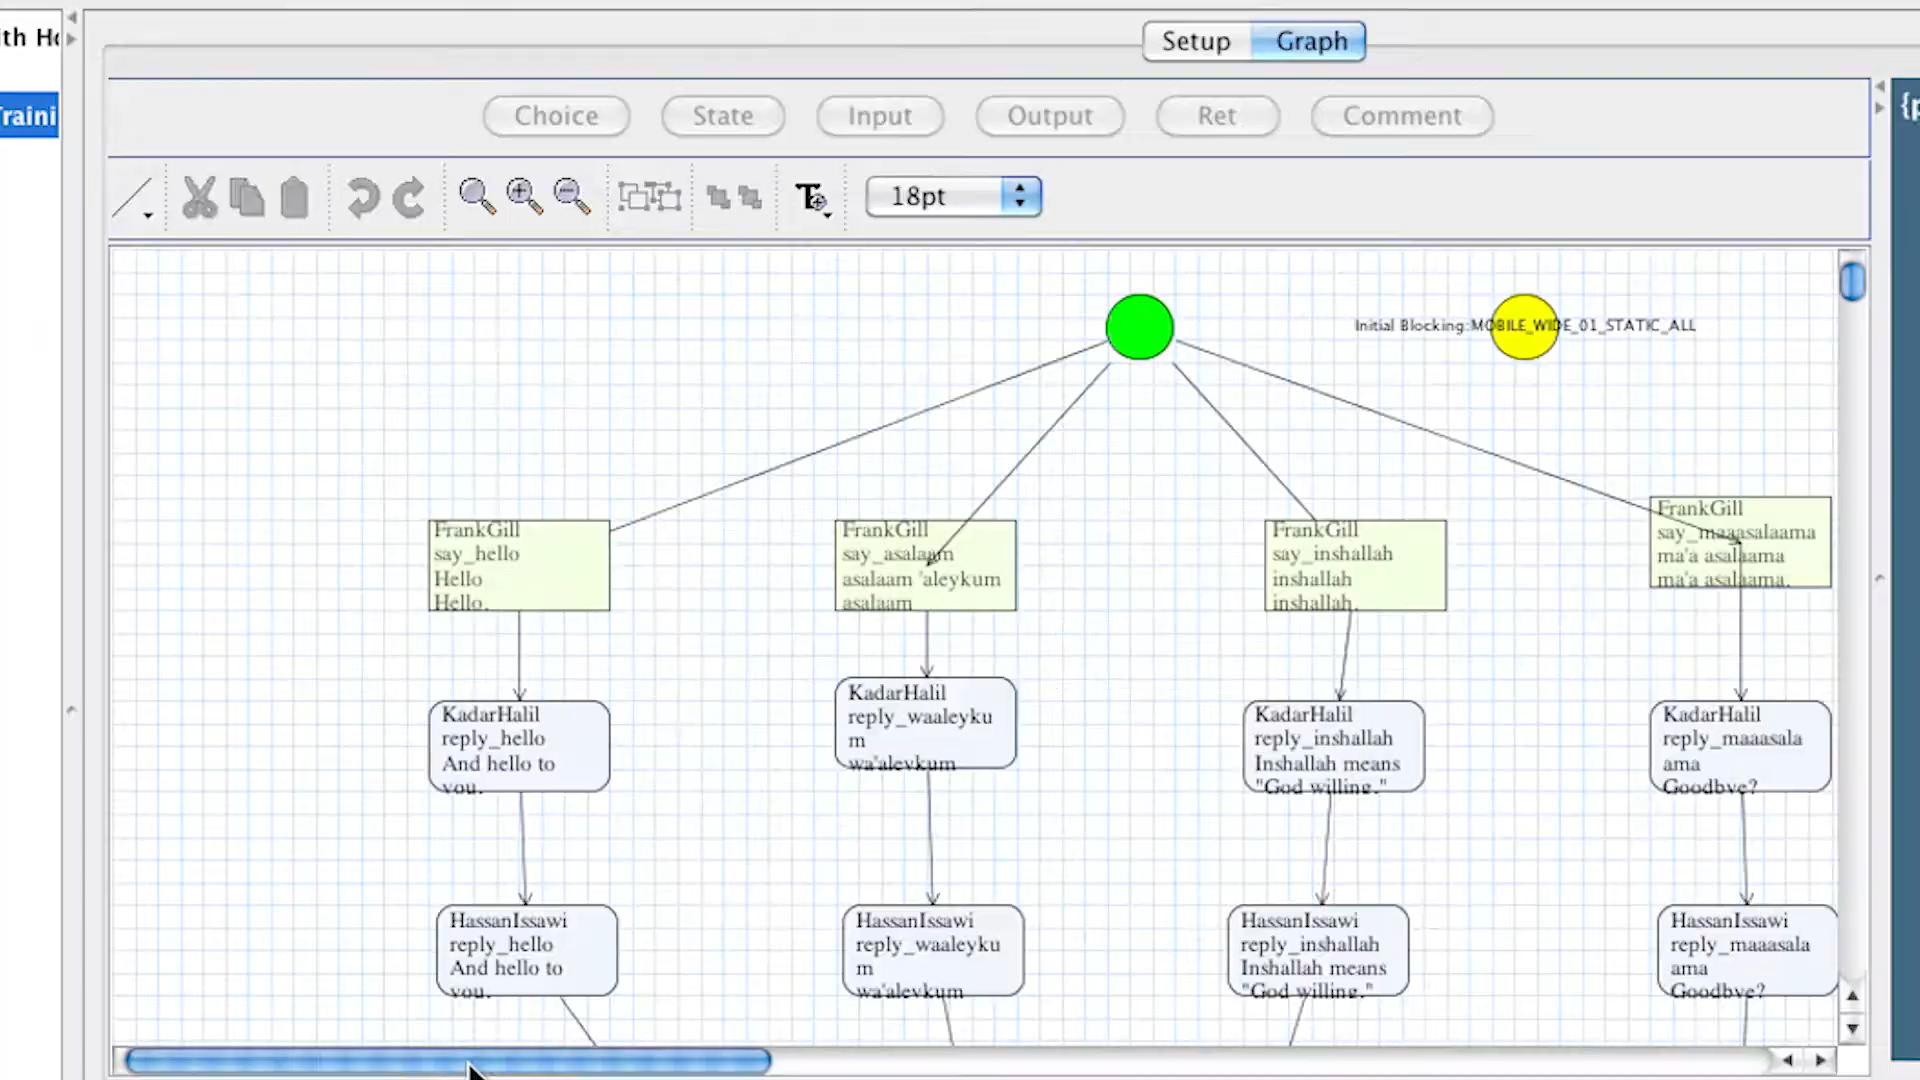 Setup Graph
Choice State Input Output Ret Comment
18pt
Initial Blocking:MOBILE_WIDE_01_STATIC_ALL
FrankGill
say_hello
Hello
Hello.
FrankGill
say_asalaam
asalaam 'aleykum
asalaam
FrankGill
say_inshallah
inshallah
inshallah.
FrankGill
say_maaasalaama
ma'a asalaama
ma'a asalaama.
KadarHalil
reply_hello
And hello to
you.
KadarHalil
reply_waaleyku
m
wa'aleykum
KadarHalil
reply_inshallah
Inshallah means
"God willing."
KadarHalil
reply_maaasala
ama
Goodbye?
HassanIssawi
reply_hello
And hello to
you.
HassanIssawi
reply_waaleyku
m
wa'aleykum
HassanIssawi
reply_inshallah
Inshallah means
"God willing."
HassanIssawi
reply_maaasala
ama
Goodbye?